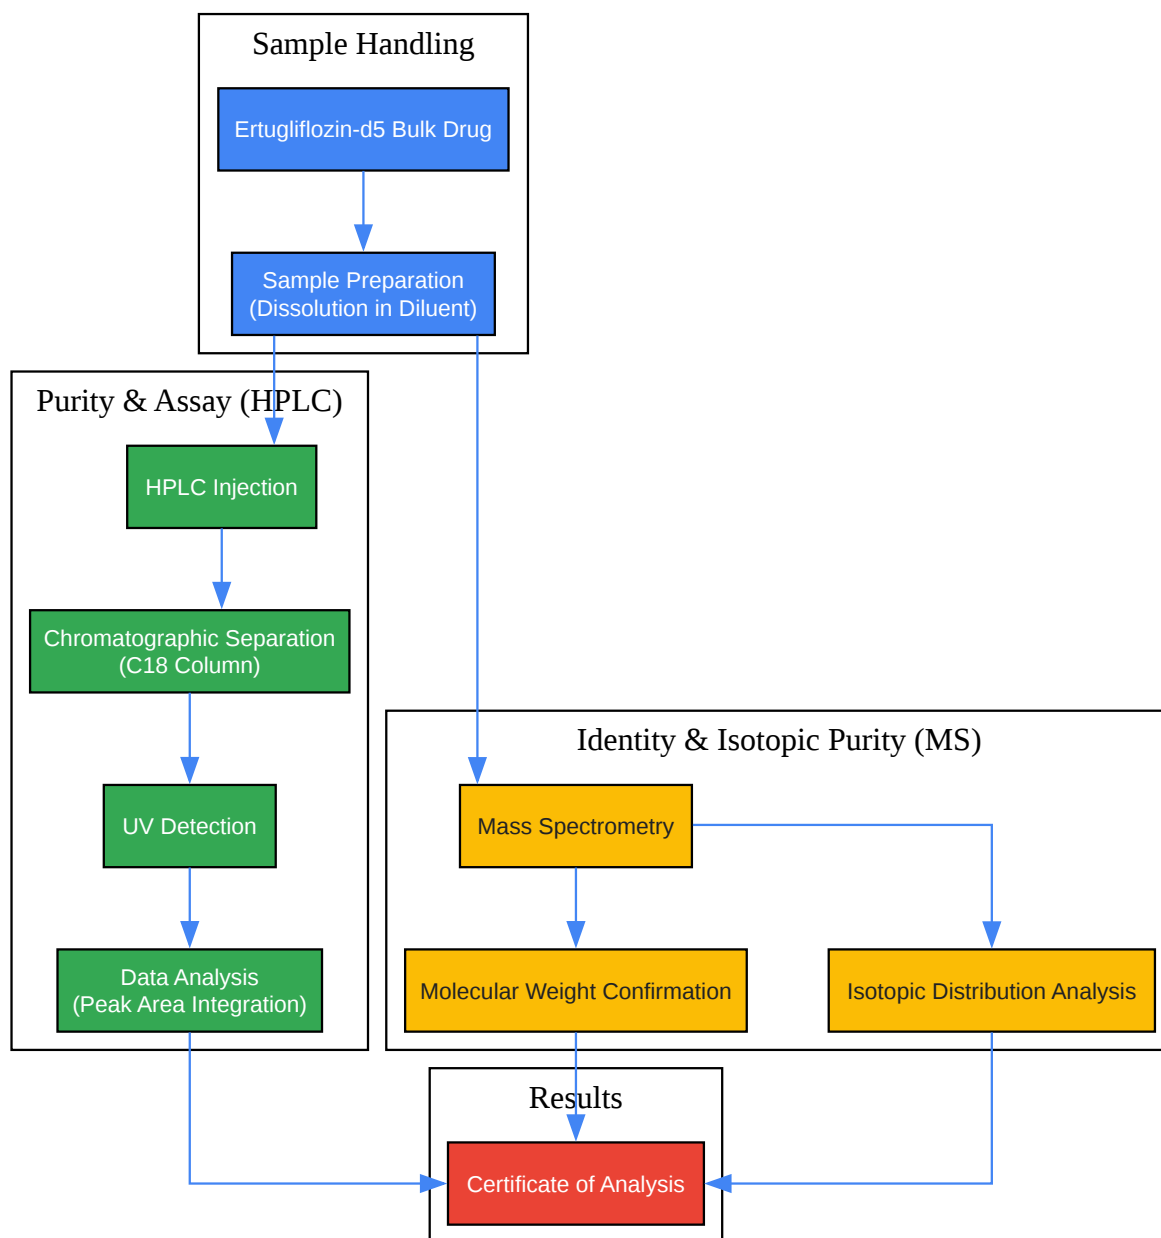 Sample Handling
Ertugliflozin-d5 Bulk Drug
Sample Preparation
(Dissolution in Diluent)
Purity & Assay (HPLC)
HPLC Injection
Chromatographic Separation
(C18 Column)
UV Detection
Data Analysis
(Peak Area Integration)
Identity & Isotopic Purity (MS)
Mass Spectrometry
Molecular Weight Confirmation
Isotopic Distribution Analysis
Results
Certificate of Analysis